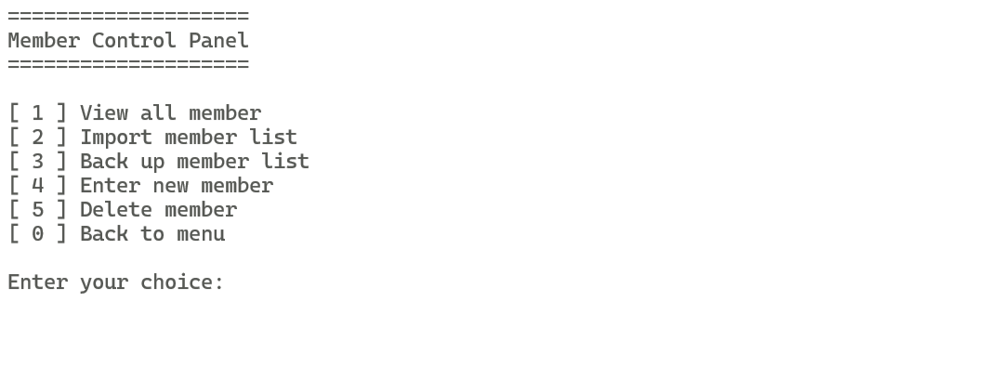 ====================
Member Control Panel
====================
[ 1 ] View all member
[ 2 ] Import member list
[ 3 ] Back up member list
[ 4 ] Enter new member
[ 5 ] Delete member
[ 0 ] Back to menu
Enter your choice: